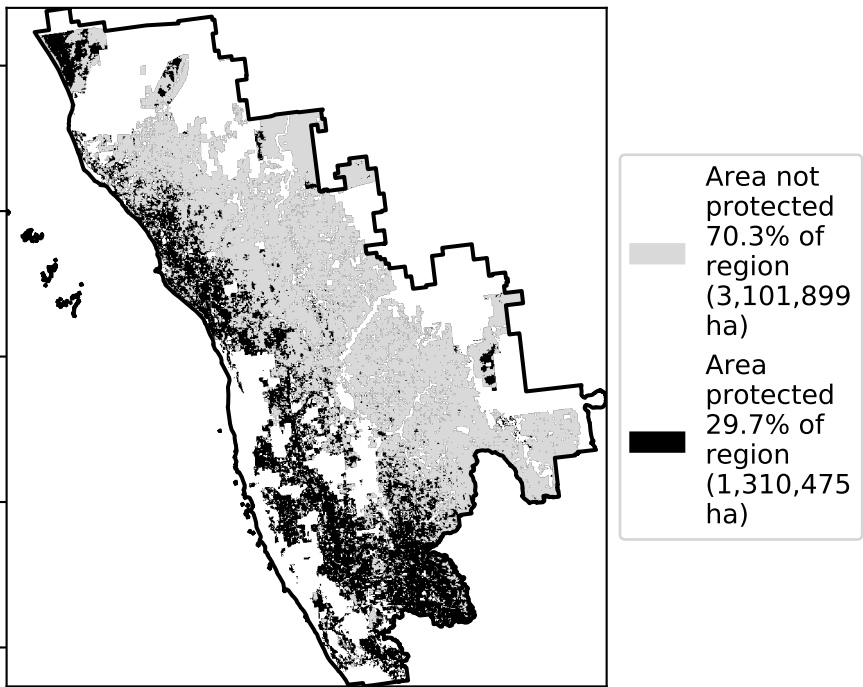 Area not
protected
70.3% of
region
(3,101,899
ha)
Area
protected
29.7% of
region
(1,310,475
ha)